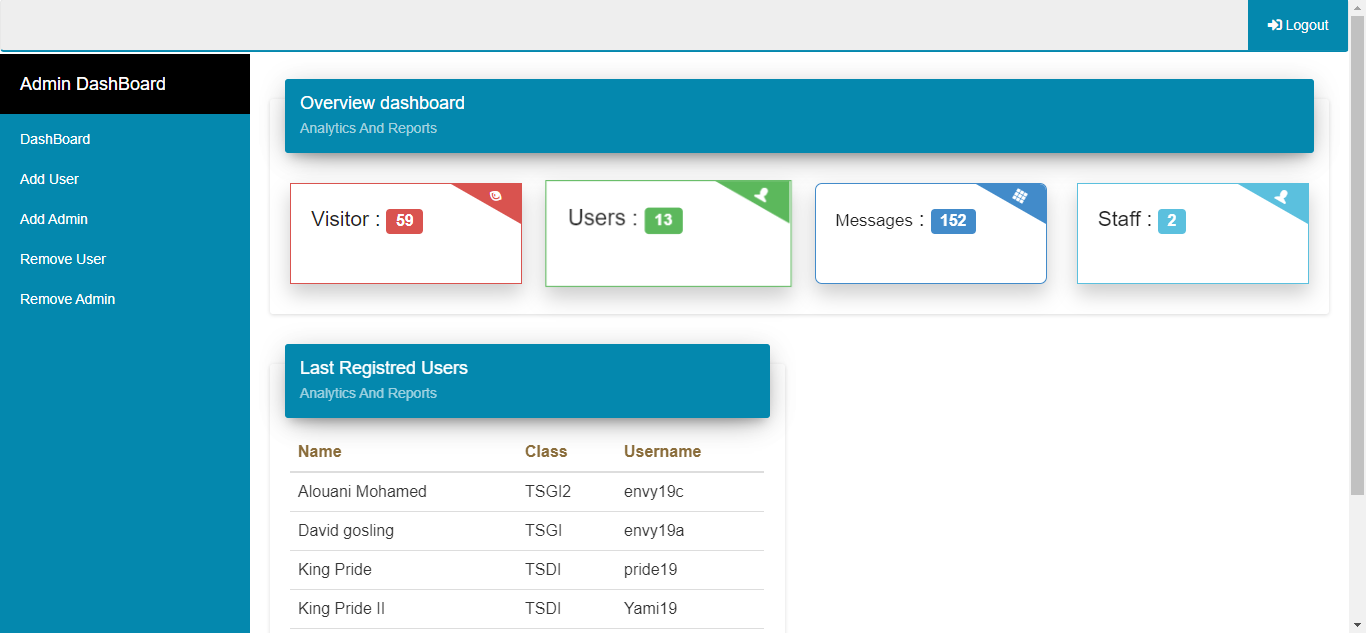 Logout
Admin DashBoard
DashBoard
Add User
Add Admin
Remove User
Remove Admin
Overview dashboard
Analytics And Reports
Visitor : 59
Users : 13
Messages : 152
Staff : 2
Last Registred Users
Analytics And Reports
Name Class Username
Alouani Mohamed TSGI2 envy19c
David gosling TSGI envy19a
King Pride TSDI pride19
King Pride II TSDI Yami19